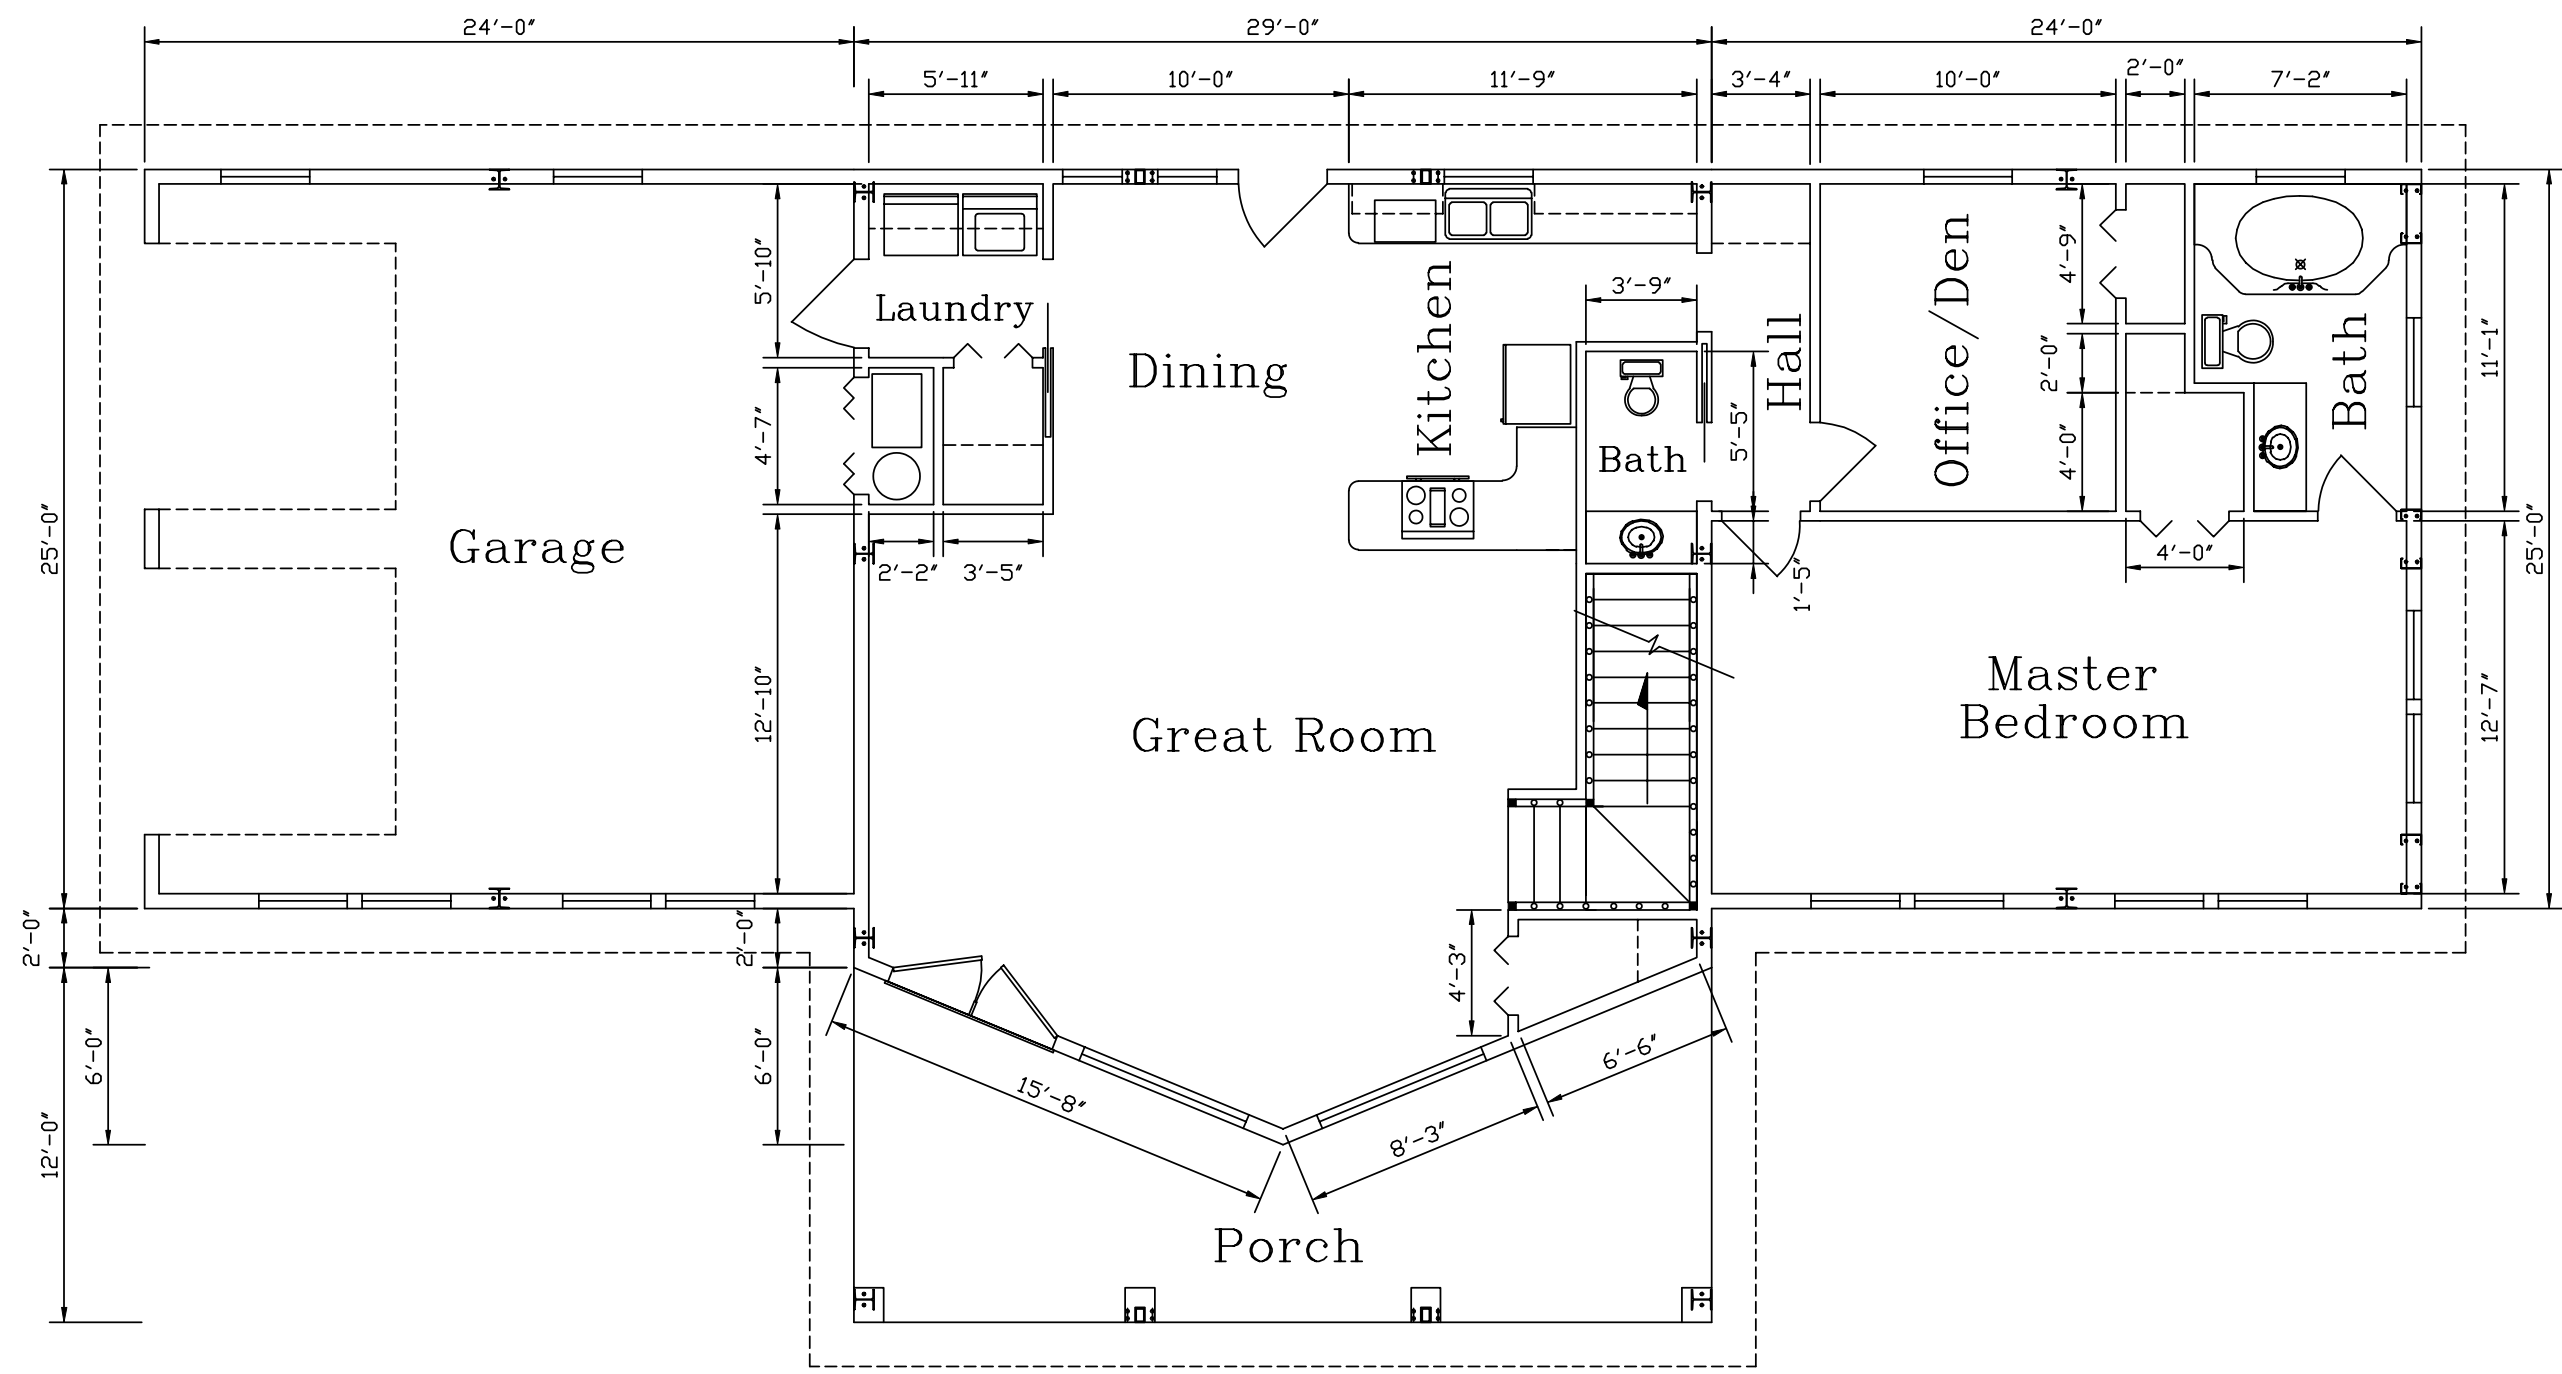 24'-0"
29'-0"
24'-0"
5'-11"
10'-0"
11'-9"
3'-4"
10'-0"
2'-0"
7'-2"
5'-10"
Laundry
Dining
Kitchen
3'-9"
Hall
Office/Den
4'-9"
2'-0"
4'-0"
Bath
11'-1"
4'-7"
Bath
5'-5"
25'-0"
Garage
2'-2"
3'-5"
1'-5"
4'-0"
25'-0"
12'-10"
Great Room
Master
Bedroom
12'-7"
2'-0"
2'-0"
4'-3"
6'-0"
6'-0"
12'-0"
15'-8"
8'-3"
6'-6"
Porch